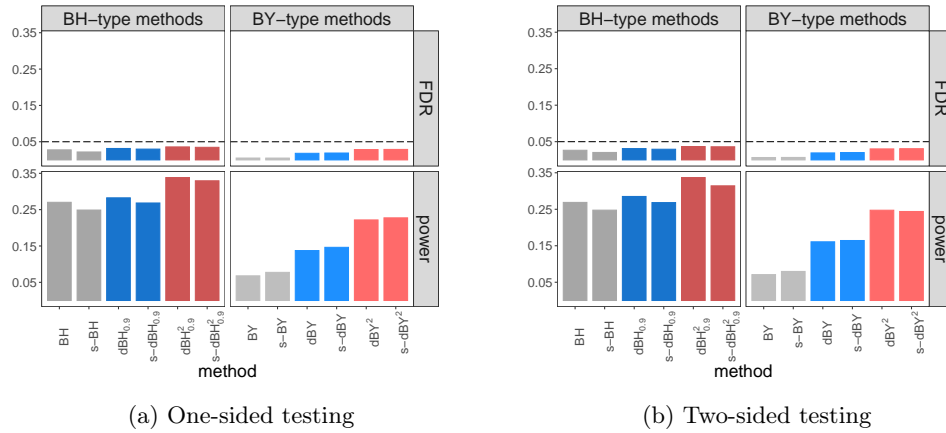 BH−type methods BY−type methods
0.35
0.25
0.15
0.05
FDR
0.35
0.25
0.15
0.05
power
BH
s−BH
dBH0.9
s−dBH0.9
dBH²0.9
s−dBH²0.9
BY
s−BY
dBY
s−dBY
dBY²
s−dBY²
method
(a) One-sided testing
BH−type methods BY−type methods
0.35
0.25
0.15
0.05
FDR
0.35
0.25
0.15
0.05
power
BH
s−BH
dBH0.9
s−dBH0.9
dBH²0.9
s−dBH²0.9
BY
s−BY
dBY
s−dBY
dBY²
s−dBY²
method
(b) Two-sided testing